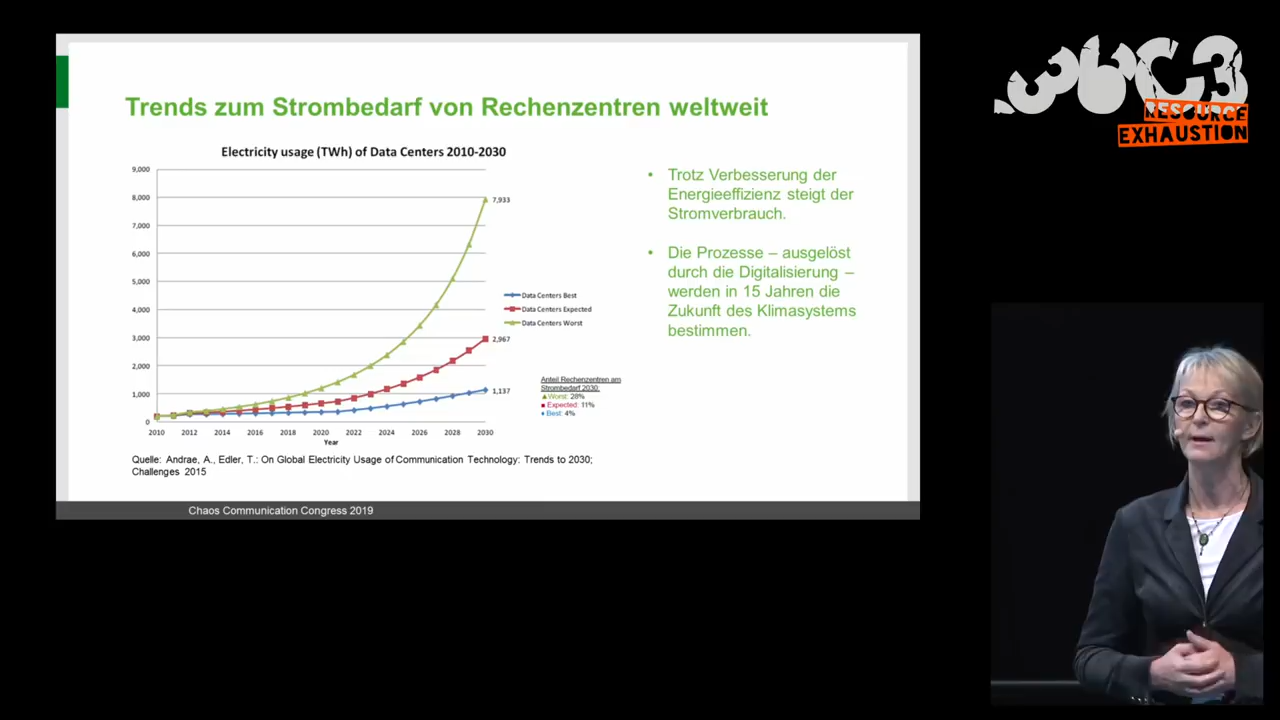 Trends zum Strombedarf von Rechenzentren weltweit
Electricity usage (TWh) of Data Centers 2010-2030
9,000
8,000
7,000
6,000
5,000
4,000
3,000
2,000
1,000
0
2010 2012 2014 2016 2018 2020 2022 2024 2026 2028 2030
Year
7,933
2,967
1,137
Data Centers Best
Data Centers Expected
Data Centers Worst
Anteil Rechenzentren am
Strombedarf 2030:
Worst: 28%
Expected: 11%
Best: 4%
Quelle: Andrae, A., Edler, T.: On Global Electricity Usage of Communication Technology: Trends to 2030;
Challenges 2015
• Trotz Verbesserung der
Energieeffizienz steigt der
Stromverbrauch.
• Die Prozesse – ausgelöst
durch die Digitalisierung –
werden in 15 Jahren die
Zukunft des Klimasystems
bestimmen.
Chaos Communication Congress 2019
36C3
RESOURCE
EXHAUSTION